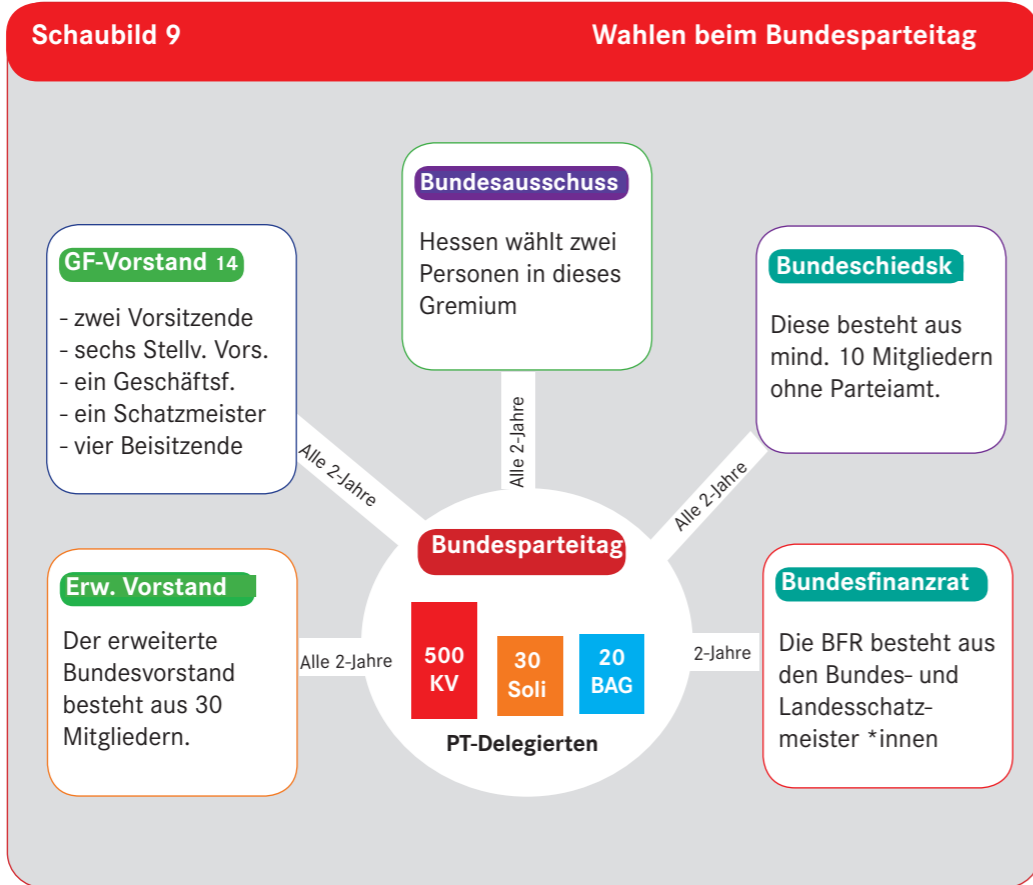 Schaubild 9
Wahlen beim Bundesparteitag
Bundesausschuss
Hessen wählt zwei
Personen in dieses
Gremium
GF-Vorstand 14
- zwei Vorsitzende
- sechs Stellv. Vors.
- ein Geschäftsf.
- ein Schatzmeister
- vier Beisitzende
Bundeschiedsk
Diese besteht aus
mind. 10 Mitgliedern
ohne Parteiamt.
Alle 2-Jahre
Alle 2-Jahre
Alle 2-Jahre
Erw. Vorstand
Der erweiterte
Bundesvorstand
besteht aus 30
Mitgliedern.
Alle 2-Jahre
Bundesparteitag
500
KV
30
Soli
20
BAG
PT-Delegierten
2-Jahre
Bundesfinanzrat
Die BFR besteht aus
den Bundes- und
Landesschatz-
meister *innen